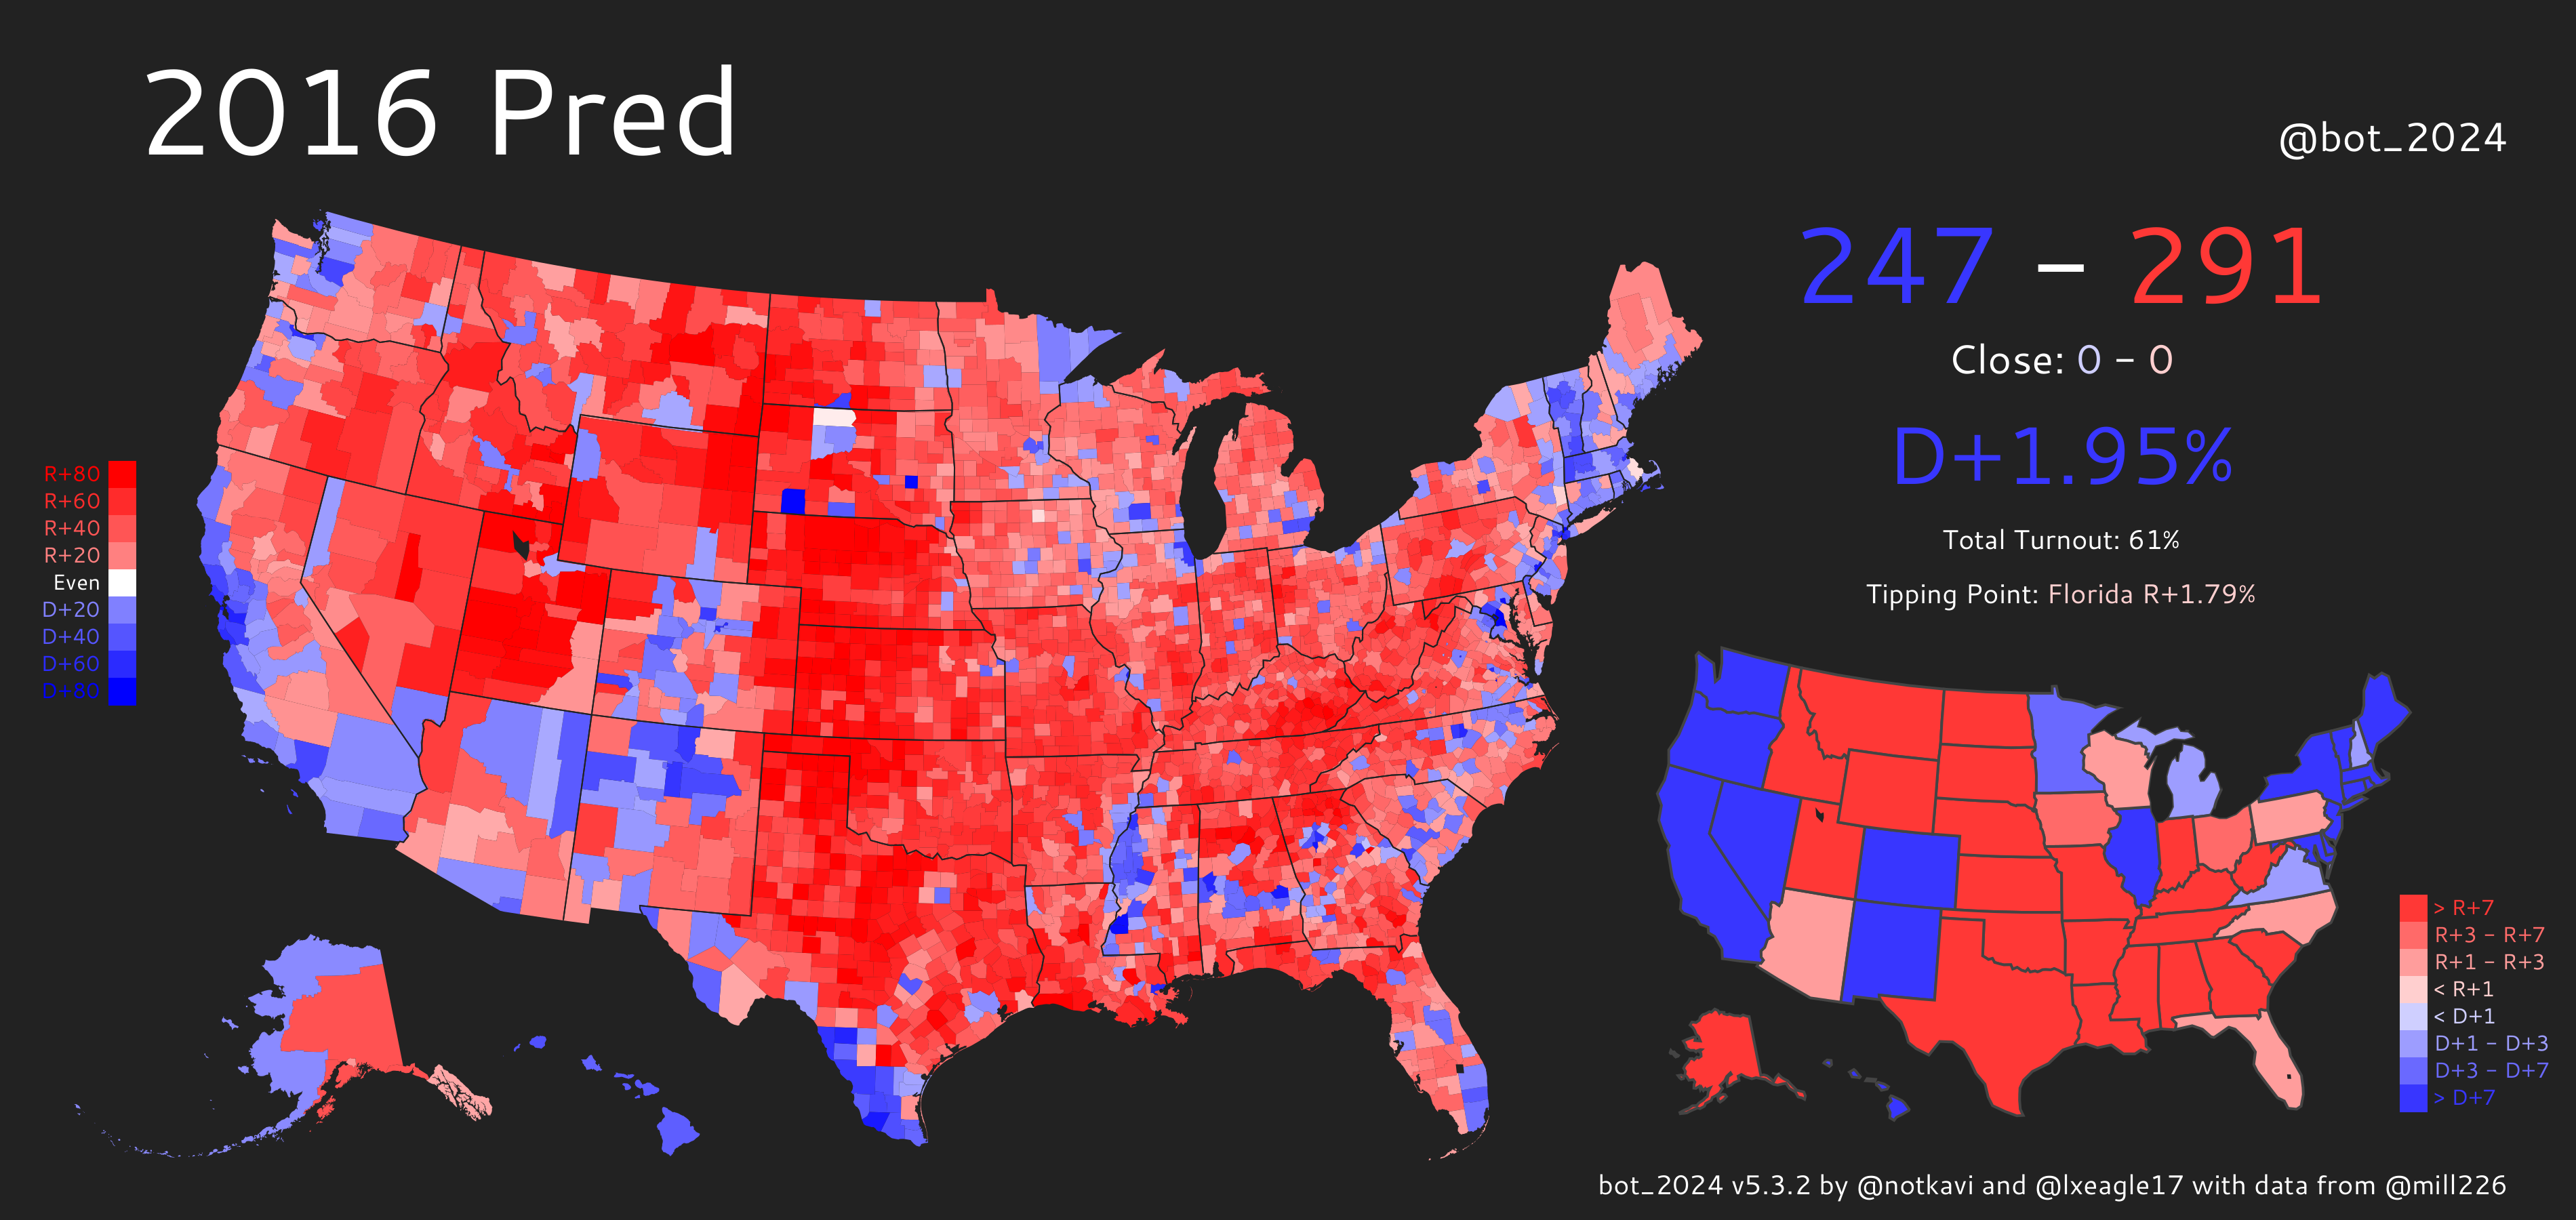 2016 Pred
@bot_2024
247 – 291
Close: 0 – 0
D+1.95%
Total Turnout: 61%
Tipping Point: Florida R+1.79%
R+80
R+60
R+40
R+20
Even
D+20
D+40
D+60
D+80
> R+7
R+3 – R+7
R+1 – R+3
< R+1
< D+1
D+1 – D+3
D+3 – D+7
> D+7
bot_2024 v5.3.2 by @notkavi and @lxeagle17 with data from @mill226